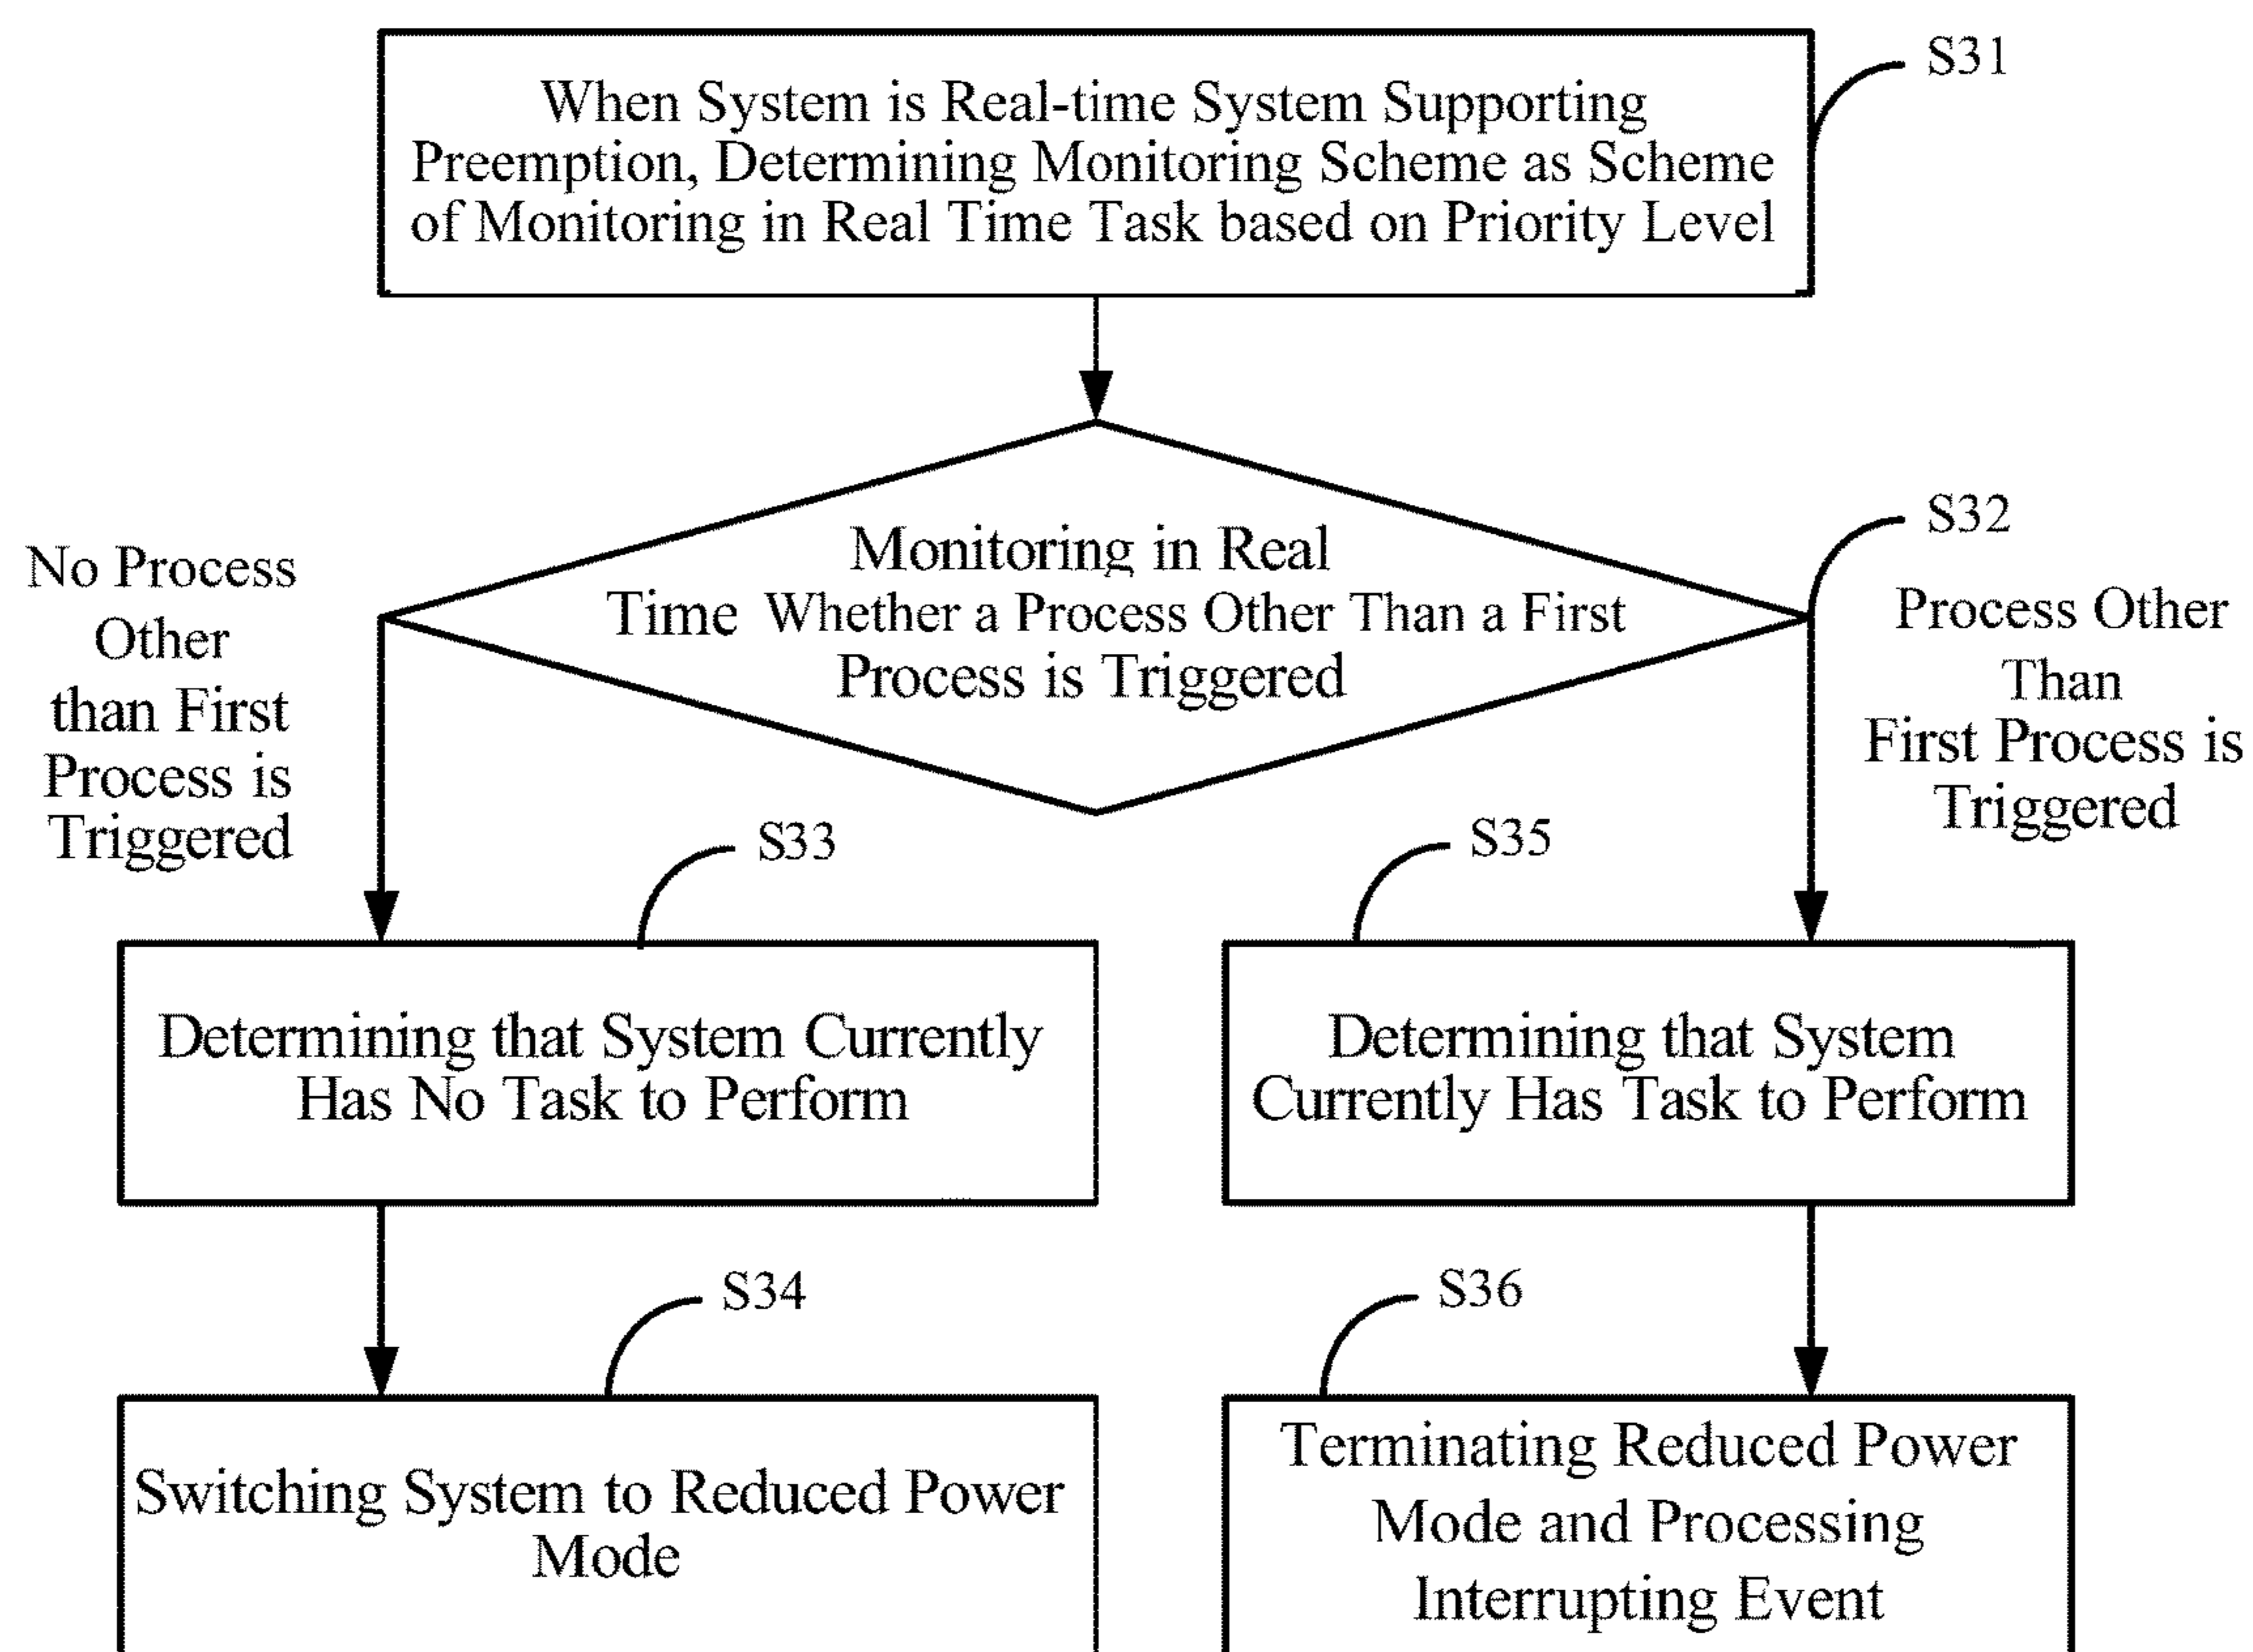 S31
When System is Real-time System Supporting
Preemption, Determining Monitoring Scheme as Scheme
of Monitoring in Real Time Task based on Priority Level
S32
Monitoring in Real
Time Whether a Process Other Than a First
Process is Triggered
No Process
Other
than First
Process is
Triggered
Process Other
Than
First Process is
Triggered
S33
Determining that System Currently
Has No Task to Perform
S35
Determining that System
Currently Has Task to Perform
S34
Switching System to Reduced Power
Mode
S36
Terminating Reduced Power
Mode and Processing
Interrupting Event